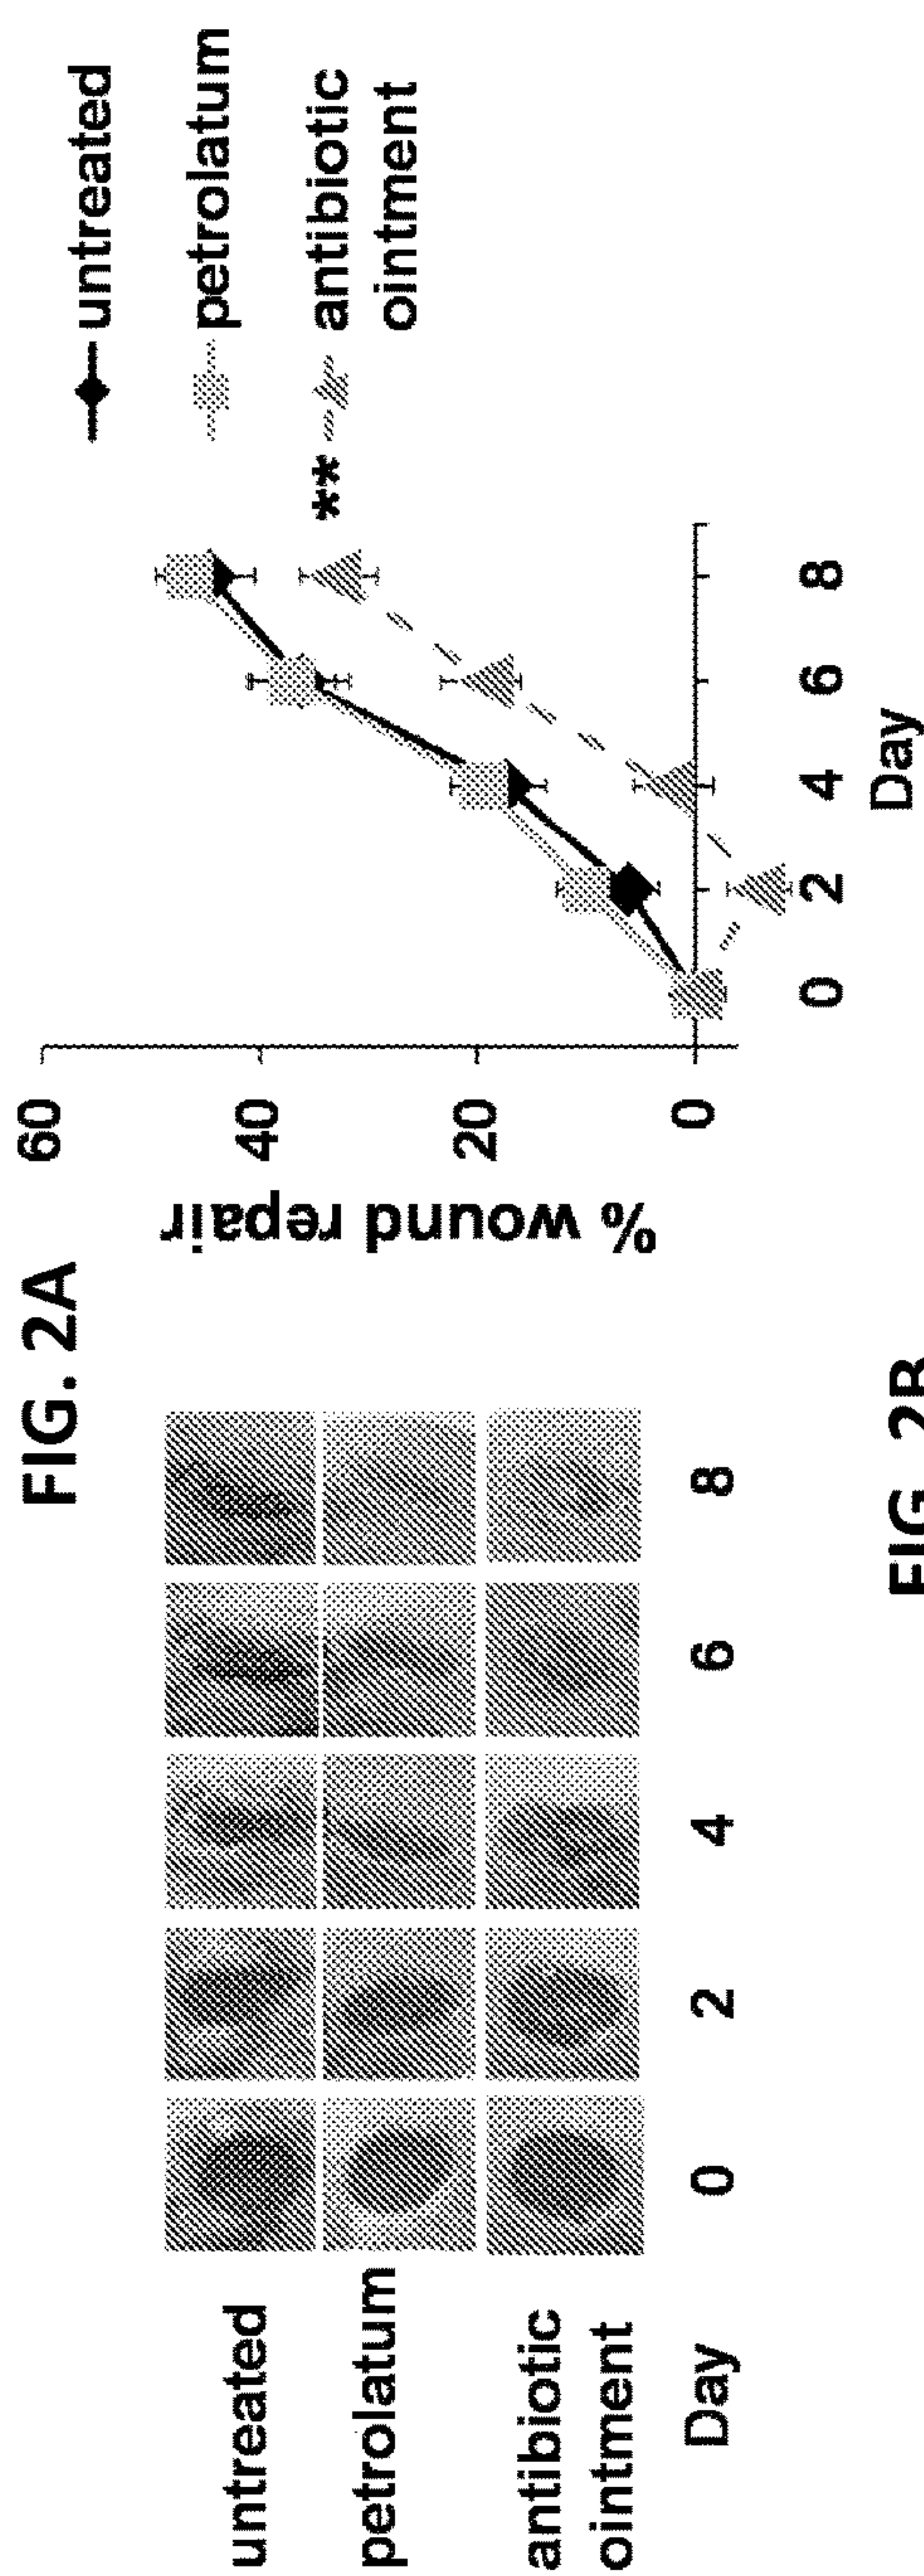 FIG. 2A
untreated
petrolatum
antibiotic
ointment
Day
0 2 4 6 8
% wound repair
60
40
20
0
0 2 4 6 8
Day
untreated
petrolatum
** antibiotic
ointment
FIG. 2B